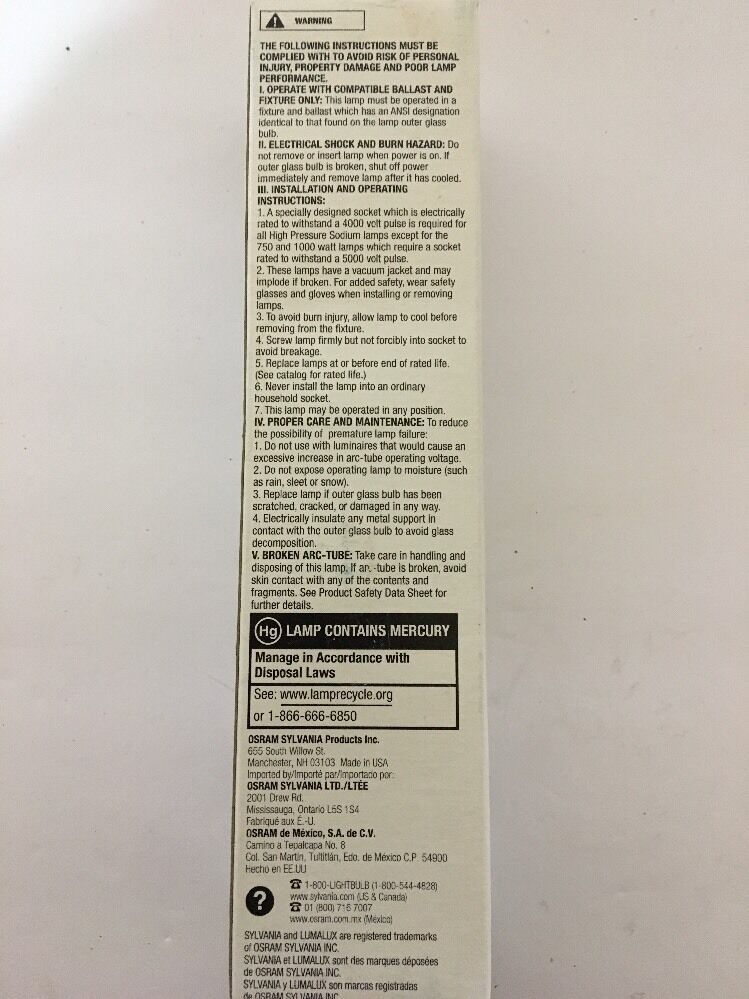 WARNING
THE FOLLOWING INSTRUCTIONS MUST BE
COMPLIED WITH TO AVOID RISK OF PERSONAL
INJURY, PROPERTY DAMAGE AND POOR LAMP
PERFORMANCE.
I. OPERATE WITH COMPATIBLE BALLAST AND
FIXTURE ONLY: This lamp must be operated in a
fixture and ballast which has an ANSI designation
identical to that found on the lamp outer glass
bulb.
II. ELECTRICAL SHOCK AND BURN HAZARD: Do
not remove or insert lamp when power is on. If
outer glass bulb is broken, shut off power
immediately and remove lamp after it has cooled.
III. INSTALLATION AND OPERATING
INSTRUCTIONS:
1. A specially designed socket which is electrically
rated to withstand a 4000 volt pulse is required for
all High Pressure Sodium lamps except for the
750 and 1000 watt lamps which require a socket
rated to withstand a 5000 volt pulse.
2. These lamps have a vacuum jacket and may
implode if broken. For added safety, wear safety
glasses and gloves when installing or removing
lamps.
3. To avoid burn injury, allow lamp to cool before
removing from the fixture.
4. Screw lamp firmly but not forcibly into socket to
avoid breakage.
5. Replace lamps at or before end of rated life.
(See catalog for rated life.)
6. Never install the lamp into an ordinary
household socket.
7. This lamp may be operated in any position.
IV. PROPER CARE AND MAINTENANCE: To reduce
the possibility of premature lamp failure:
1. Do not use with luminaires that would cause an
excessive increase in arc-tube operating voltage.
2. Do not expose operating lamp to moisture (such
as rain, sleet or snow).
3. Replace lamp if outer glass bulb has been
scratched, cracked, or damaged in any way.
4. Electrically insulate any metal support in
contact with the outer glass bulb to avoid glass
decomposition.
V. BROKEN ARC-TUBE: Take care in handling and
disposing of this lamp. If arc-tube is broken, avoid
skin contact with any of the contents and
fragments. See Product Safety Data Sheet for
further details.
Hg LAMP CONTAINS MERCURY
Manage in Accordance with
Disposal Laws
See: www.lamprecycle.org
or 1-866-666-6850
OSRAM SYLVANIA Products Inc.
655 South Willow St.
Manchester, NH 03103 Made in USA
Imported by/Importé par/Importado por:
OSRAM SYLVANIA LTD./LTÉE
2001 Drew Rd.
Mississauga, Ontario L5S 1S4
Fabriqué aux É.-U.
OSRAM de México, S.A. de C.V.
Camino a Tepalcapa No. 8
Col. San Martín, Tultitlán, Edo. de México C.P. 54900
Hecho en EE.UU
? ☎ 1-800-LIGHTBULB (1-800-544-4828)
www.sylvania.com (US & Canada)
☎ 01 (800) 716 7007
www.osram.com.mx (México)
SYLVANIA and LUMALUX are registered trademarks
of OSRAM SYLVANIA INC.
SYLVANIA et LUMALUX sont des marques déposées
de OSRAM SYLVANIA INC.
SYLVANIA y LUMALUX son marcas registradas
de OSRAM SYLVANIA INC